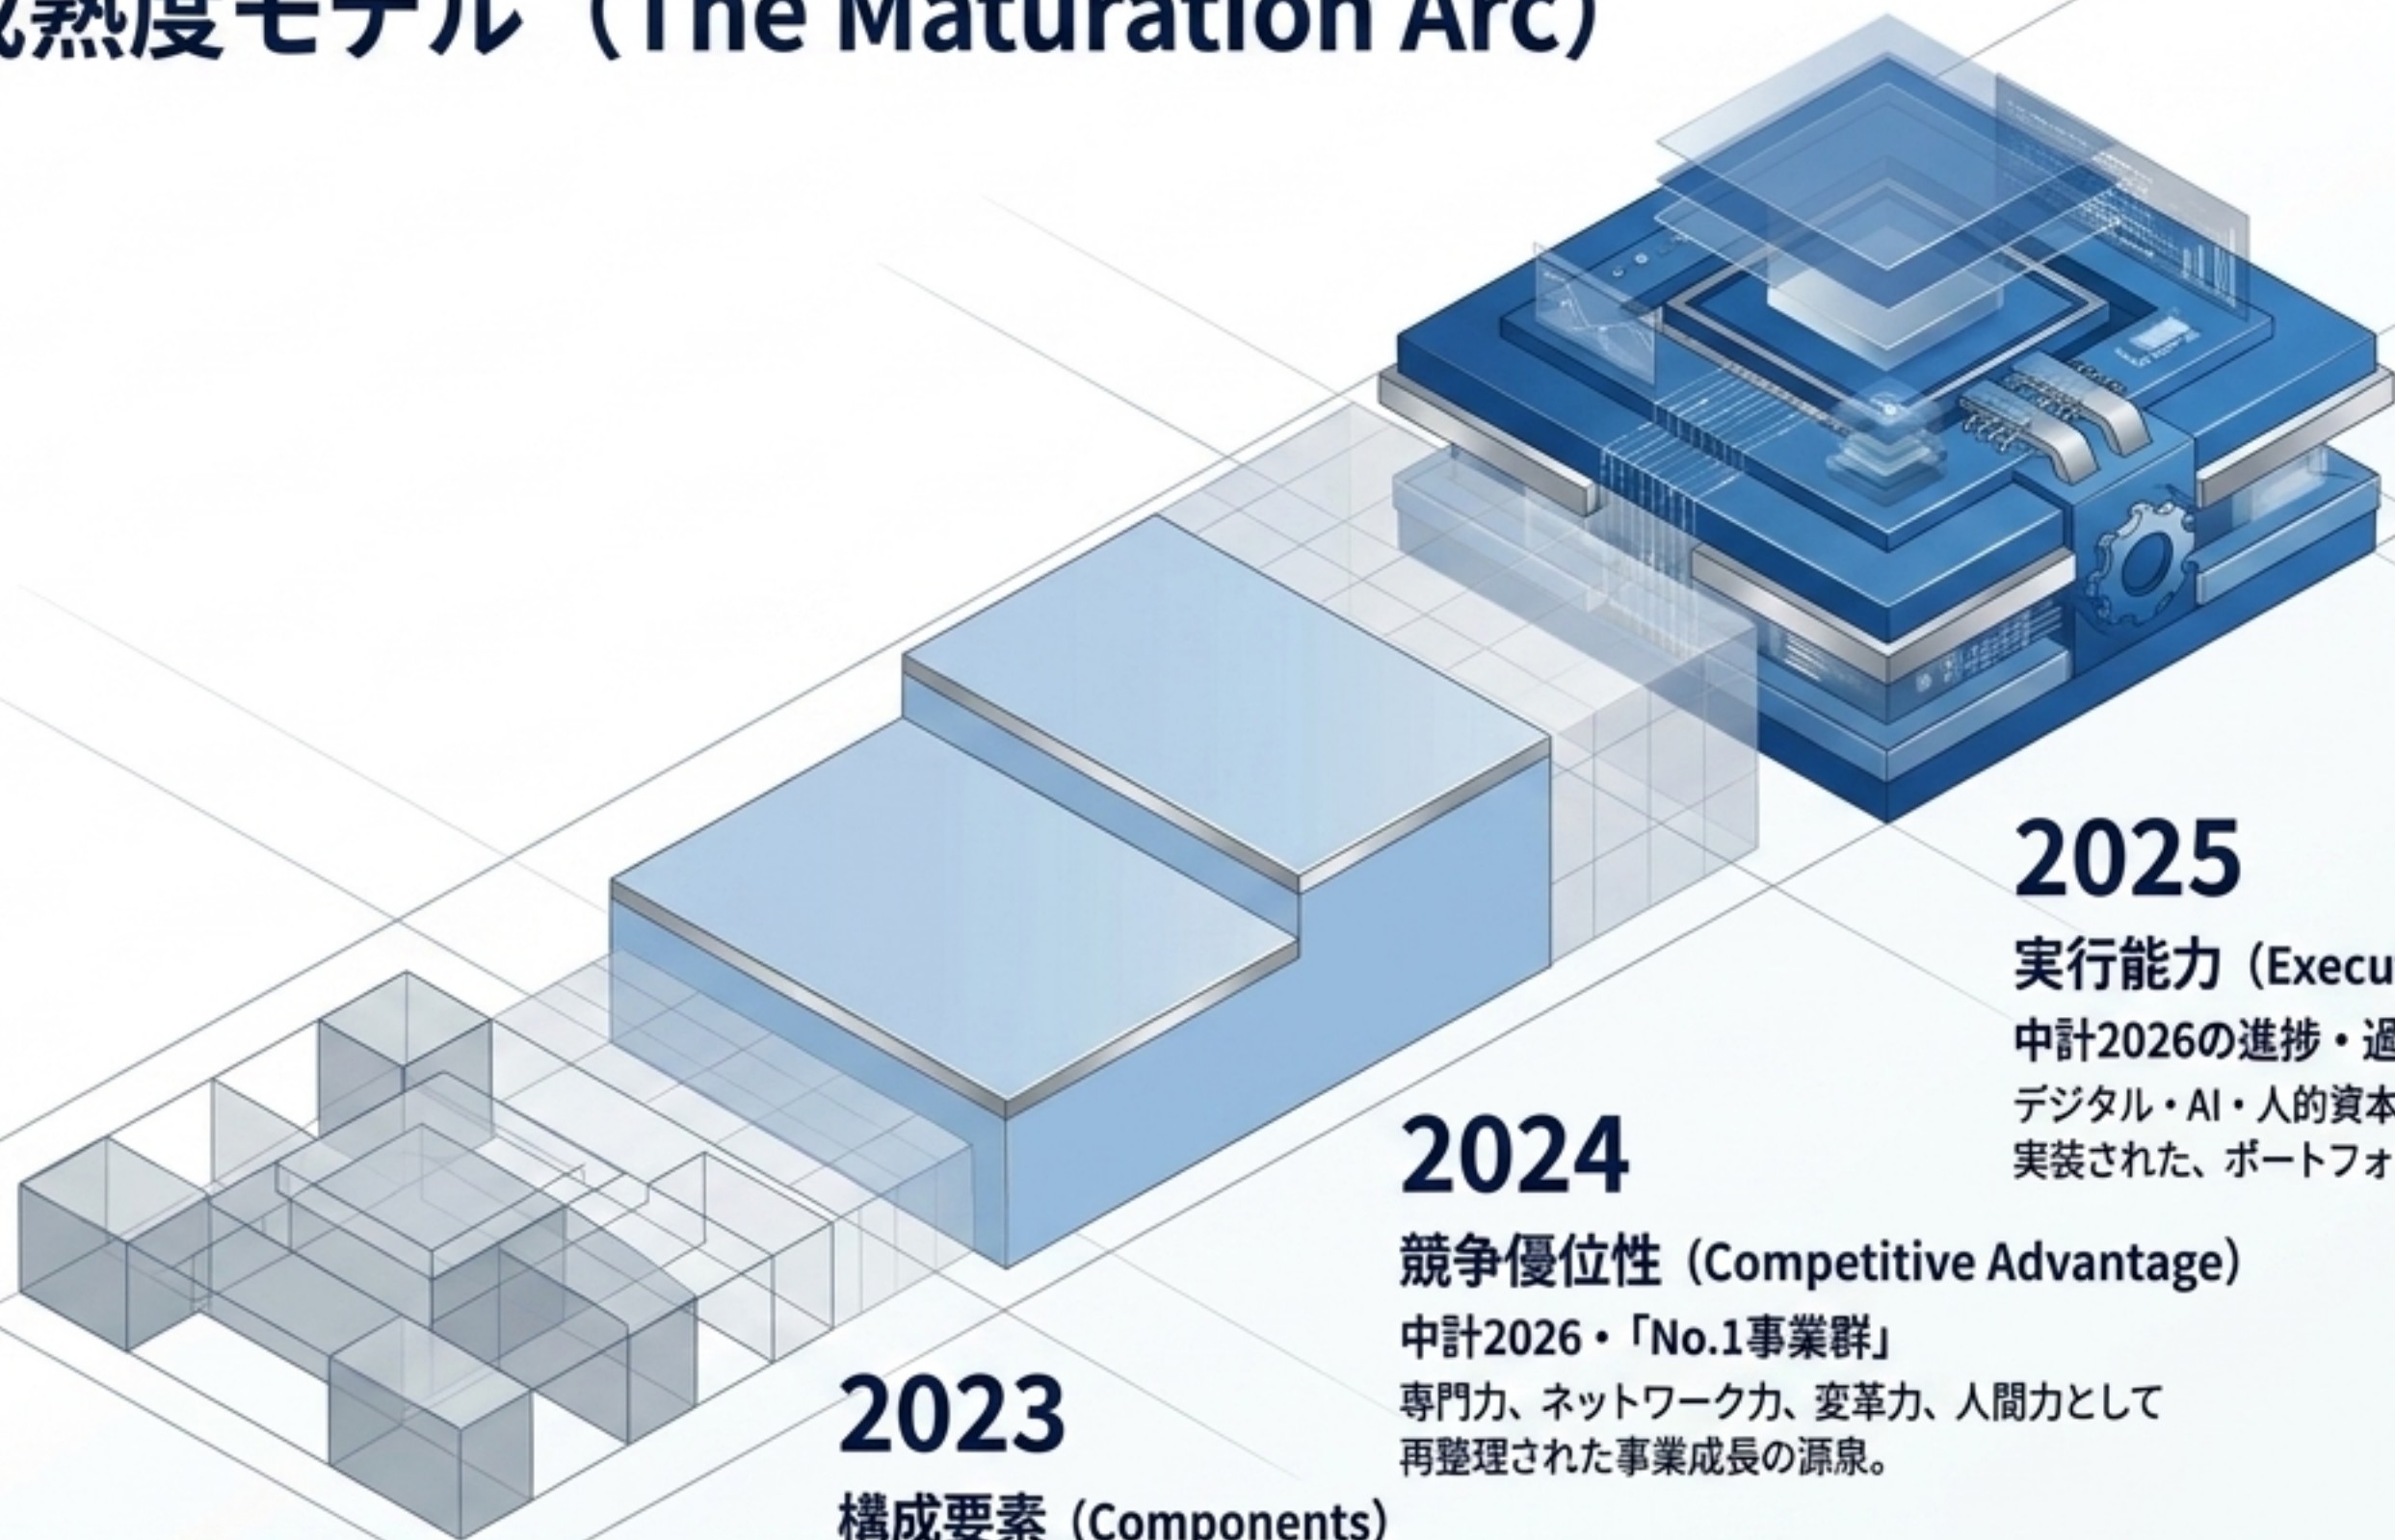 成熟度モデル（The Maturation Arc）
2025
実行能力（Execu
中計2026の進捗・過
デジタル・AI・人的資本
実装された、ポートフォ
2024
競争優位性（Competitive Advantage）
中計2026・「No.1事業群」
専門力、ネットワーク力、変革力、人間力として
再整理された事業成長の源泉。
2023
構成要素（Components）